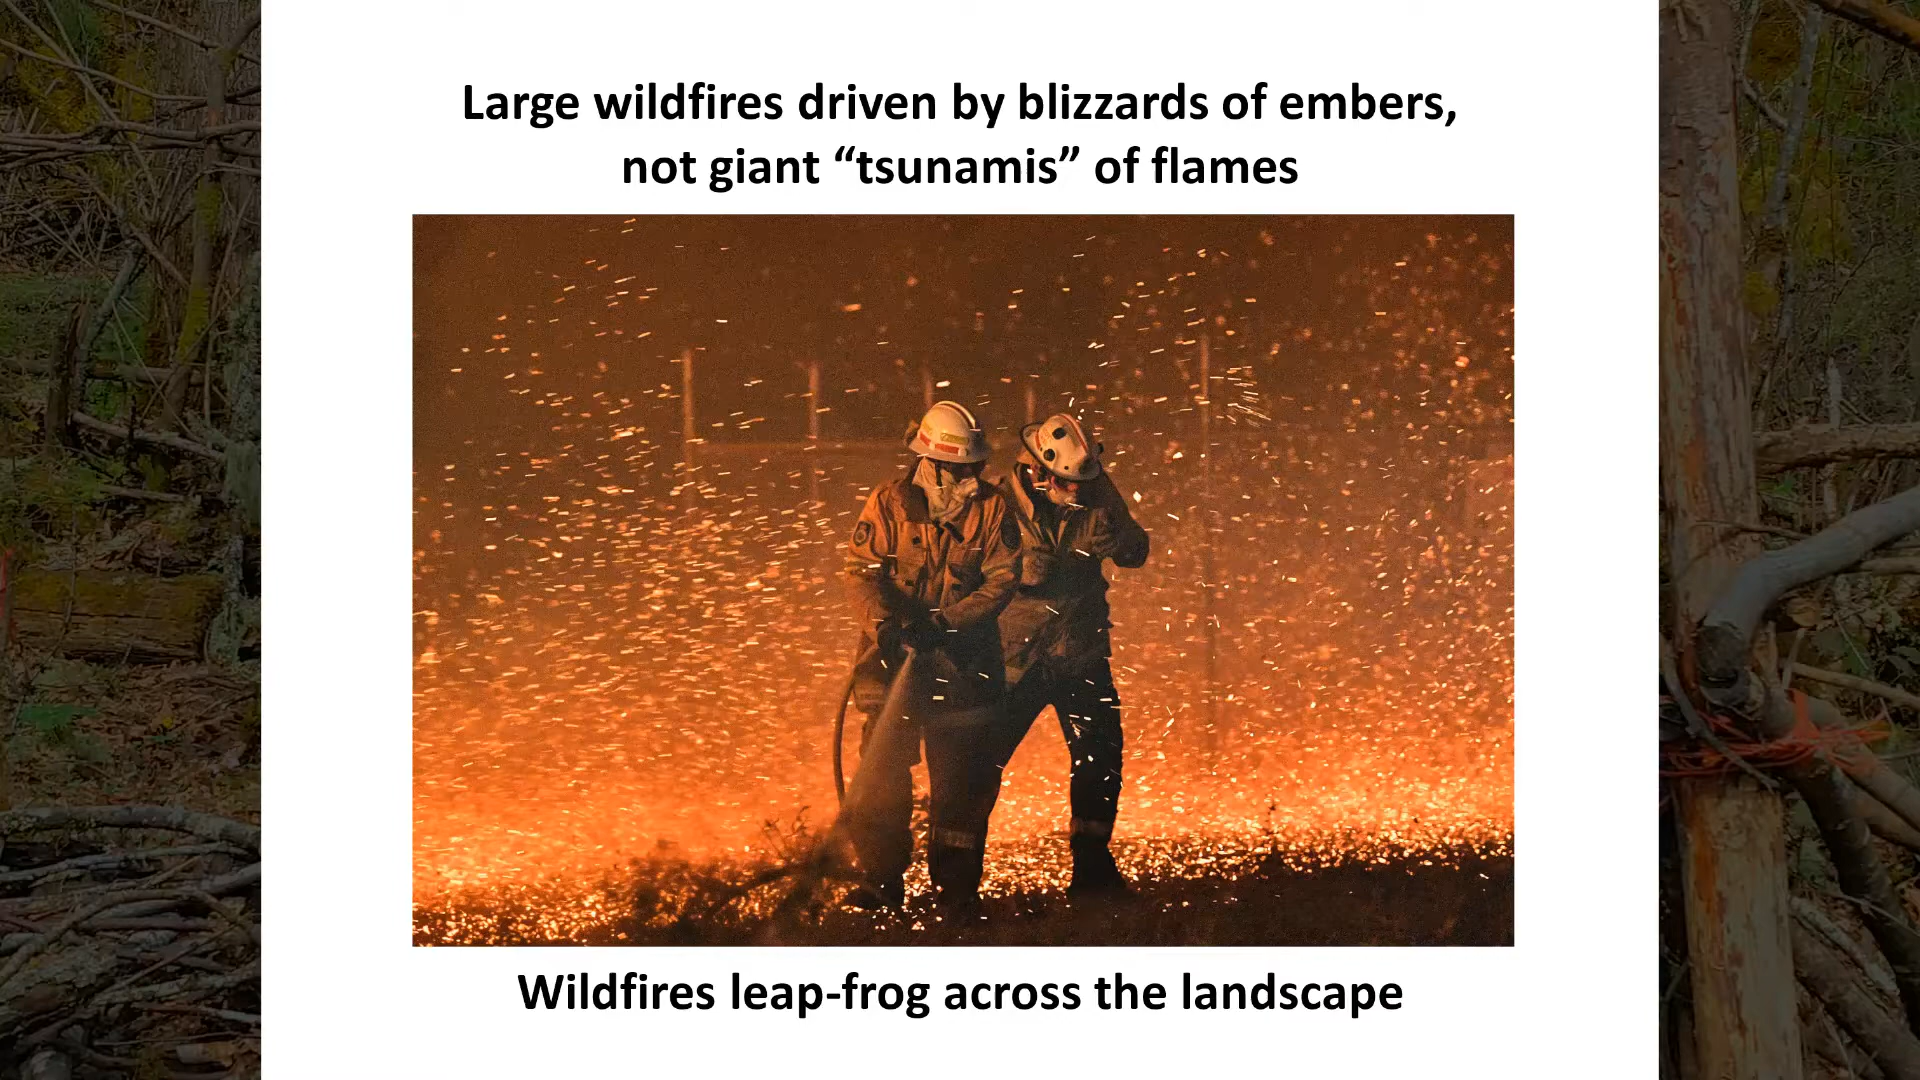 Large wildfires driven by blizzards of embers,
not giant “tsunamis” of flames
Wildfires leap-frog across the landscape